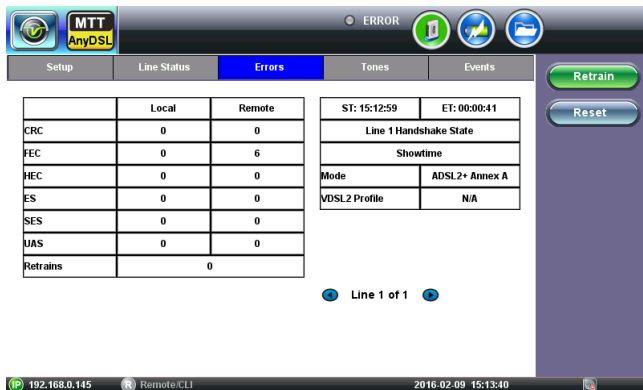 MTT
AnyDSL
ERROR
Setup Line Status Errors Tones Events
Retrain
Reset
Local Remote
CRC 0 0
FEC 0 6
HEC 0 0
ES 0 0
SES 0 0
UAS 0 0
Retrains 0
ST: 15:12:59 ET: 00:00:41
Line 1 Handshake State
Showtime
Mode ADSL2+ Annex A
VDSL2 Profile N/A
Line 1 of 1
IP 192.168.0.145 R Remote/CLI 2016-02-09 15:13:40